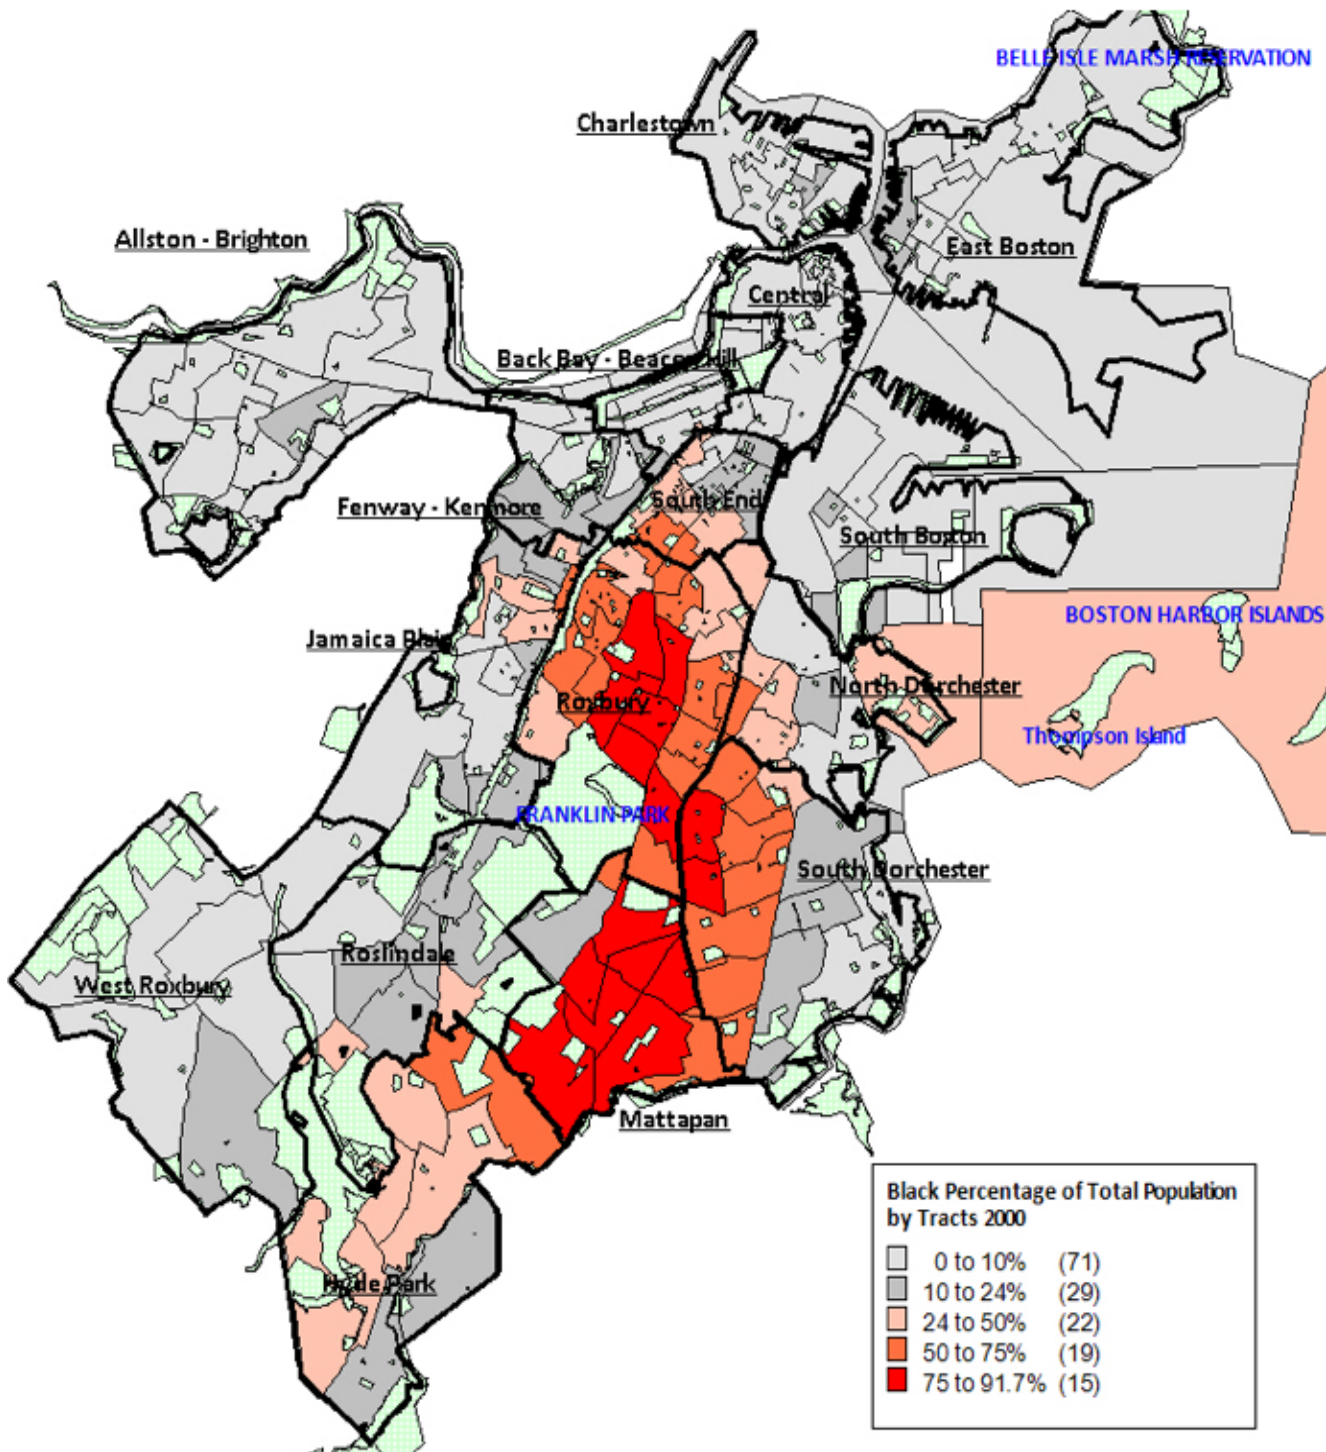 BELLE ISLE MARSH RESERVATION
Charlestown
Allston - Brighton
East Boston
Central
Back Bay - Beacon Hill
South End
Fenway - Kenmore
South Boston
BOSTON HARBOR ISLANDS
Jamaica Plain
North Dorchester
Roxbury
Thompson Island
FRANKLIN PARK
South Dorchester
Roslindale
West Roxbury
Mattapan
Hyde Park
Black Percentage of Total Population
by Tracts 2000
0 to 10% (71)
10 to 24% (29)
24 to 50% (22)
50 to 75% (19)
75 to 91.7% (15)